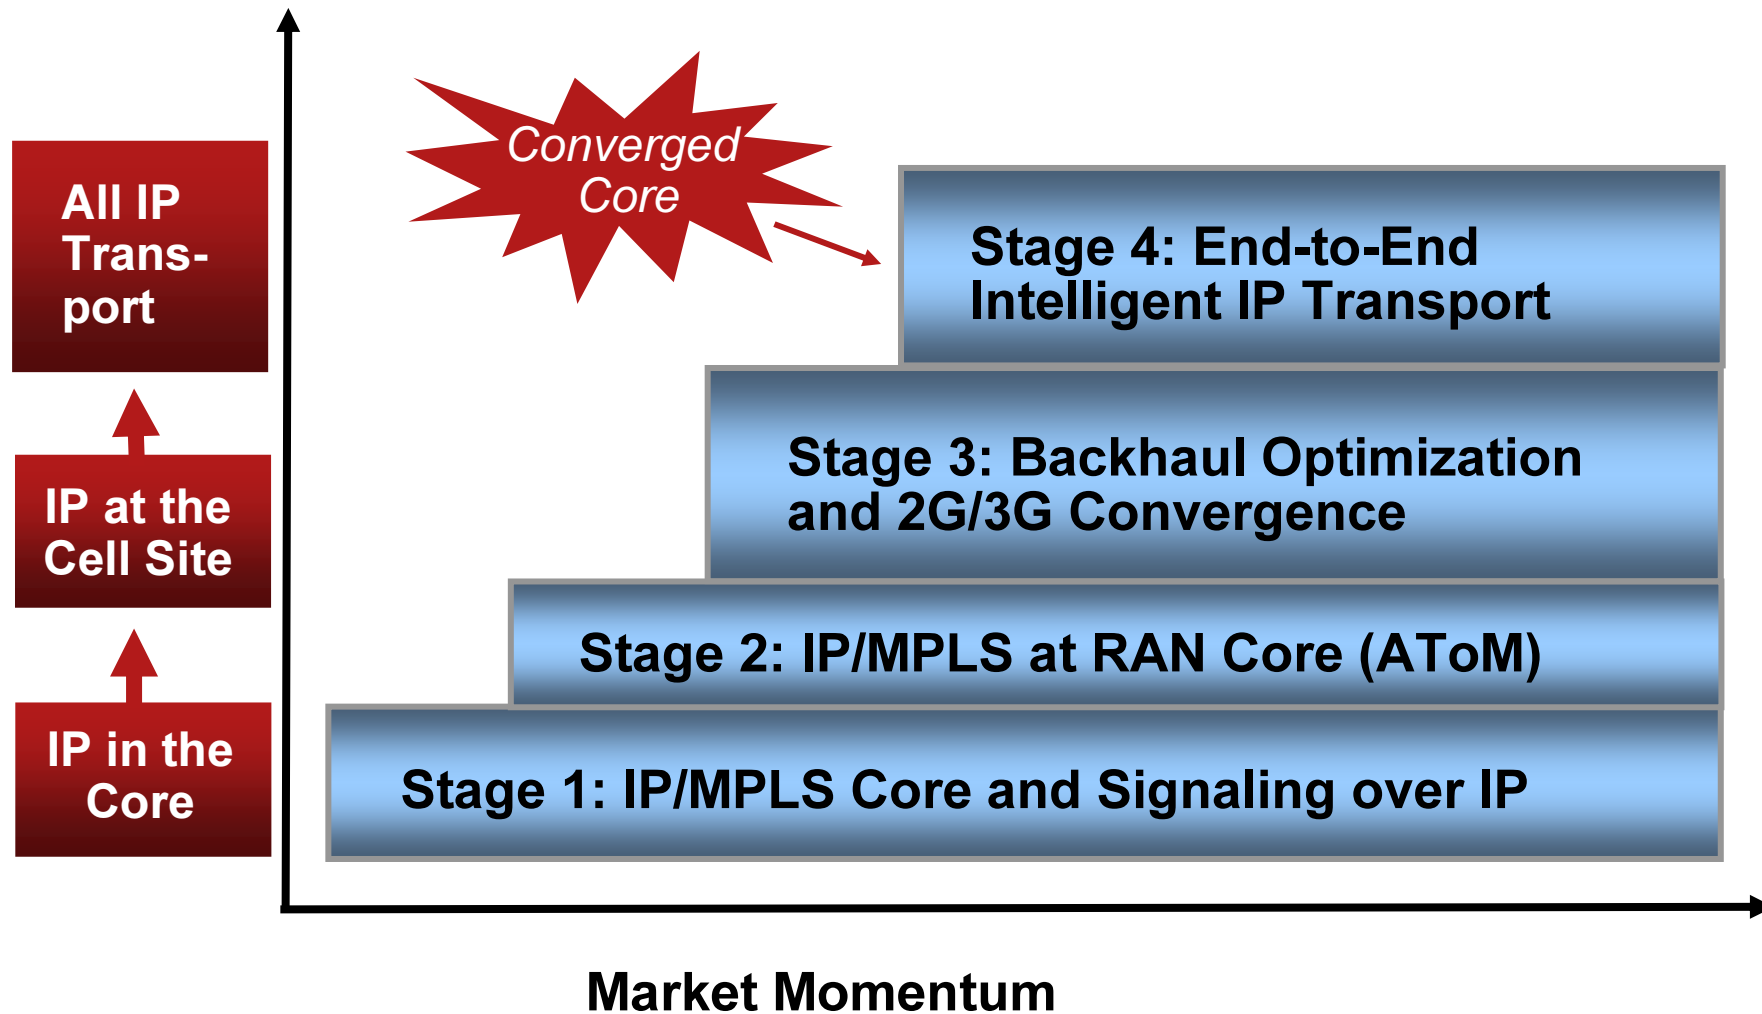 Converged
Core
All IP
Trans-
port
Stage 4: End-to-End
Intelligent IP Transport
IP at the
Cell Site
Stage 3: Backhaul Optimization
and 2G/3G Convergence
Stage 2: IP/MPLS at RAN Core (AToM)
IP in the
Core
Stage 1: IP/MPLS Core and Signaling over IP
Market Momentum